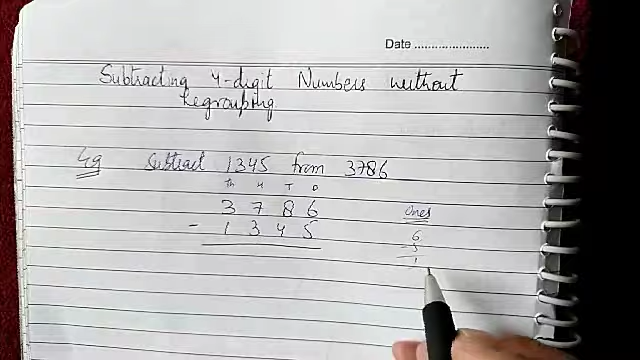 Date ......................
Subtracting 4-digit Numbers without
Regrouping
Eg Subtract 1345 from 3786
Th H T O
3 7 8 6
- 1 3 4 5
Ones
6
- 5
1